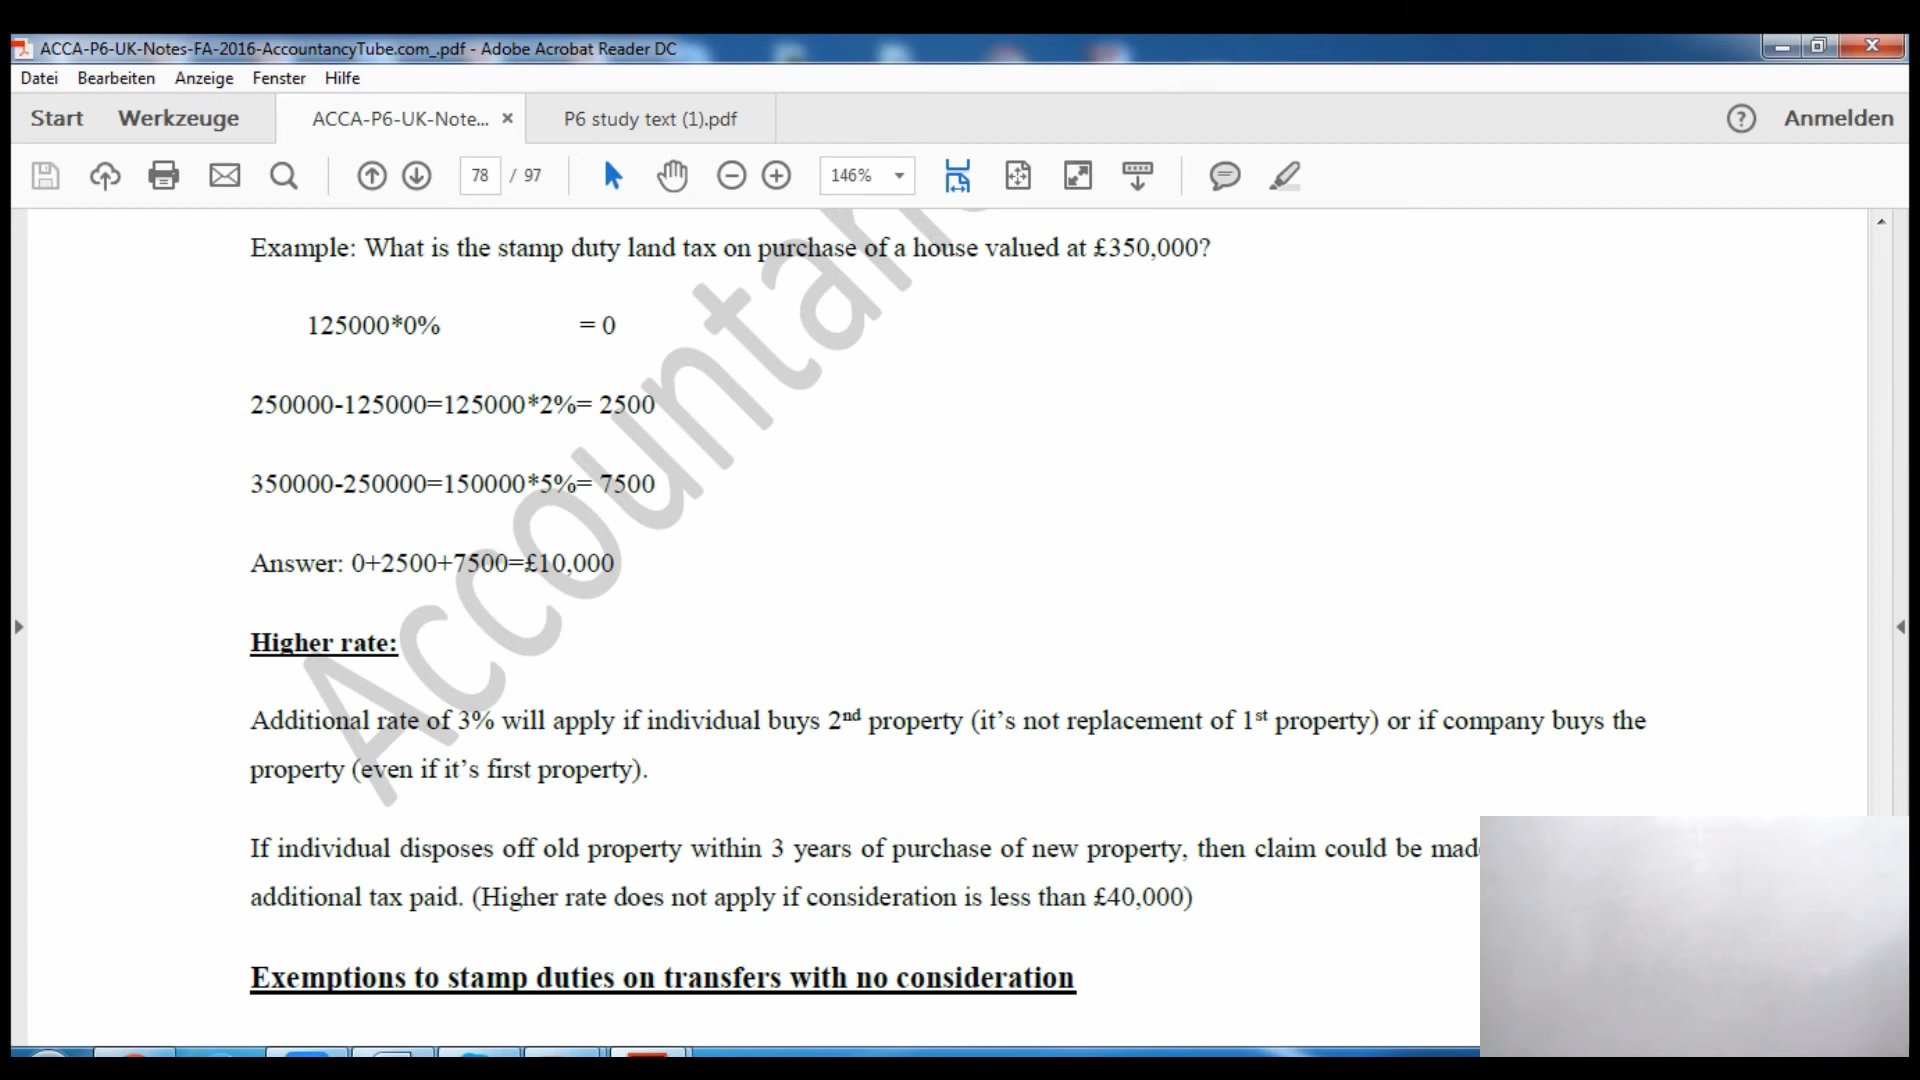 ACCA-P6-UK-Notes-FA-2016-AccountancyTube.com_.pdf - Adobe Acrobat Reader DC
Datei Bearbeiten Anzeige Fenster Hilfe
Start Werkzeuge ACCA-P6-UK-Note... × P6 study text (1).pdf ? Anmelden
78 / 97 146%
Example: What is the stamp duty land tax on purchase of a house valued at £350,000?
125000*0% = 0
250000-125000=125000*2%= 2500
350000-250000=150000*5%= 7500
Answer: 0+2500+7500=£10,000
Higher rate:
Additional rate of 3% will apply if individual buys 2nd property (it’s not replacement of 1st property) or if company buys the
property (even if it’s first property).
If individual disposes off old property within 3 years of purchase of new property, then claim could be made
additional tax paid. (Higher rate does not apply if consideration is less than £40,000)
Exemptions to stamp duties on transfers with no consideration
Accountan